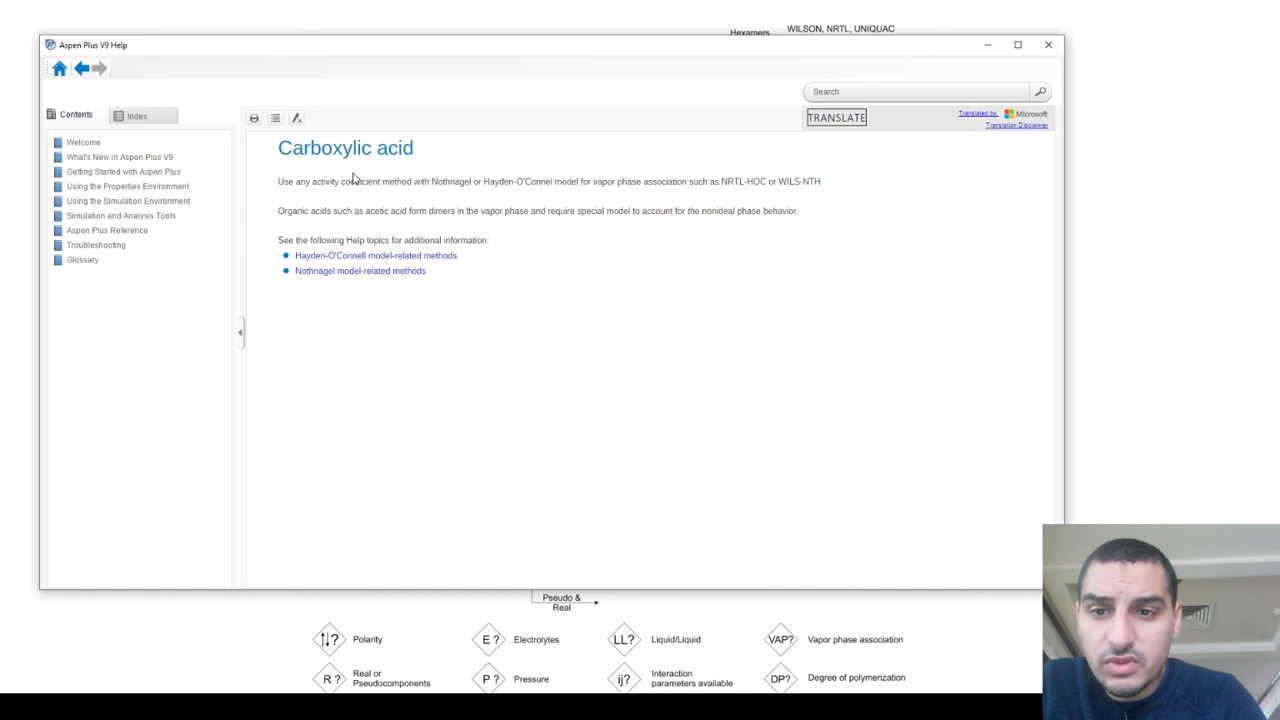 Hexamers
WILSON, NRTL, UNIQUAC
Aspen Plus V9 Help
Search
Contents
Index
TRANSLATE
Translated by
Microsoft
Translation Disclaimer
Welcome
What's New in Aspen Plus V9
Getting Started with Aspen Plus
Using the Properties Environment
Using the Simulation Environment
Simulation and Analysis Tools
Aspen Plus Reference
Troubleshooting
Glossary
Carboxylic acid
Use any activity coefficient method with Nothnagel or Hayden-O'Connel model for vapor phase association such as NRTL-HOC or WILS-NTH
Organic acids such as acetic acid form dimers in the vapor phase and require special model to account for the nonideal phase behavior.
See the following Help topics for additional information:
Hayden-O'Connell model-related methods
Nothnagel model-related methods
Pseudo &
Real
↑↓? Polarity
E ? Electrolytes
LL? Liquid/Liquid
VAP? Vapor phase association
R ? Real or
Pseudocomponents
P ? Pressure
ij? Interaction
parameters available
DP? Degree of polymerization